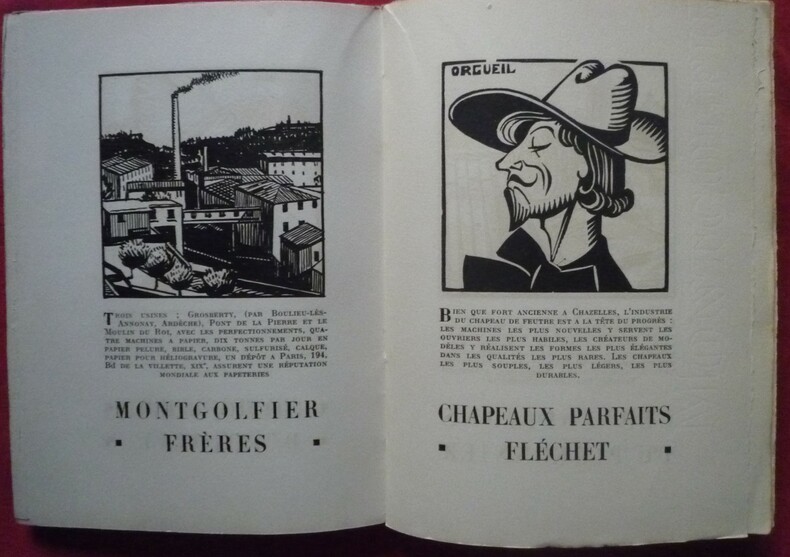 Trois usines : Grosberty, (par Boulieu-lès-
Annonay, Ardèche), Pont de la Pierre et le
Moulin du Roi, avec les perfectionnements, qua-
tre machines a papier, dix tonnes par jour en
papier pelure, bible, carbone, sulfurisé, calque,
papier pour héliogravure, un dépôt a Paris, 194,
Bd de la villette, XIXe, assurent une réputation
mondiale aux papeteries
MONTGOLFIER
FRÈRES
ORGUEIL
Bien que fort ancienne a Chazelles, l'industrie
du chapeau de feutre est a la tête du progrès :
les machines les plus nouvelles y servent les
ouvriers les plus habiles, les créateurs de mo-
dèles y réalisent les formes les plus élégantes
dans les qualités les plus rares. Les chapeaux
les plus souples, les plus légers, les plus
durables.
CHAPEAUX PARFAITS
FLÉCHET